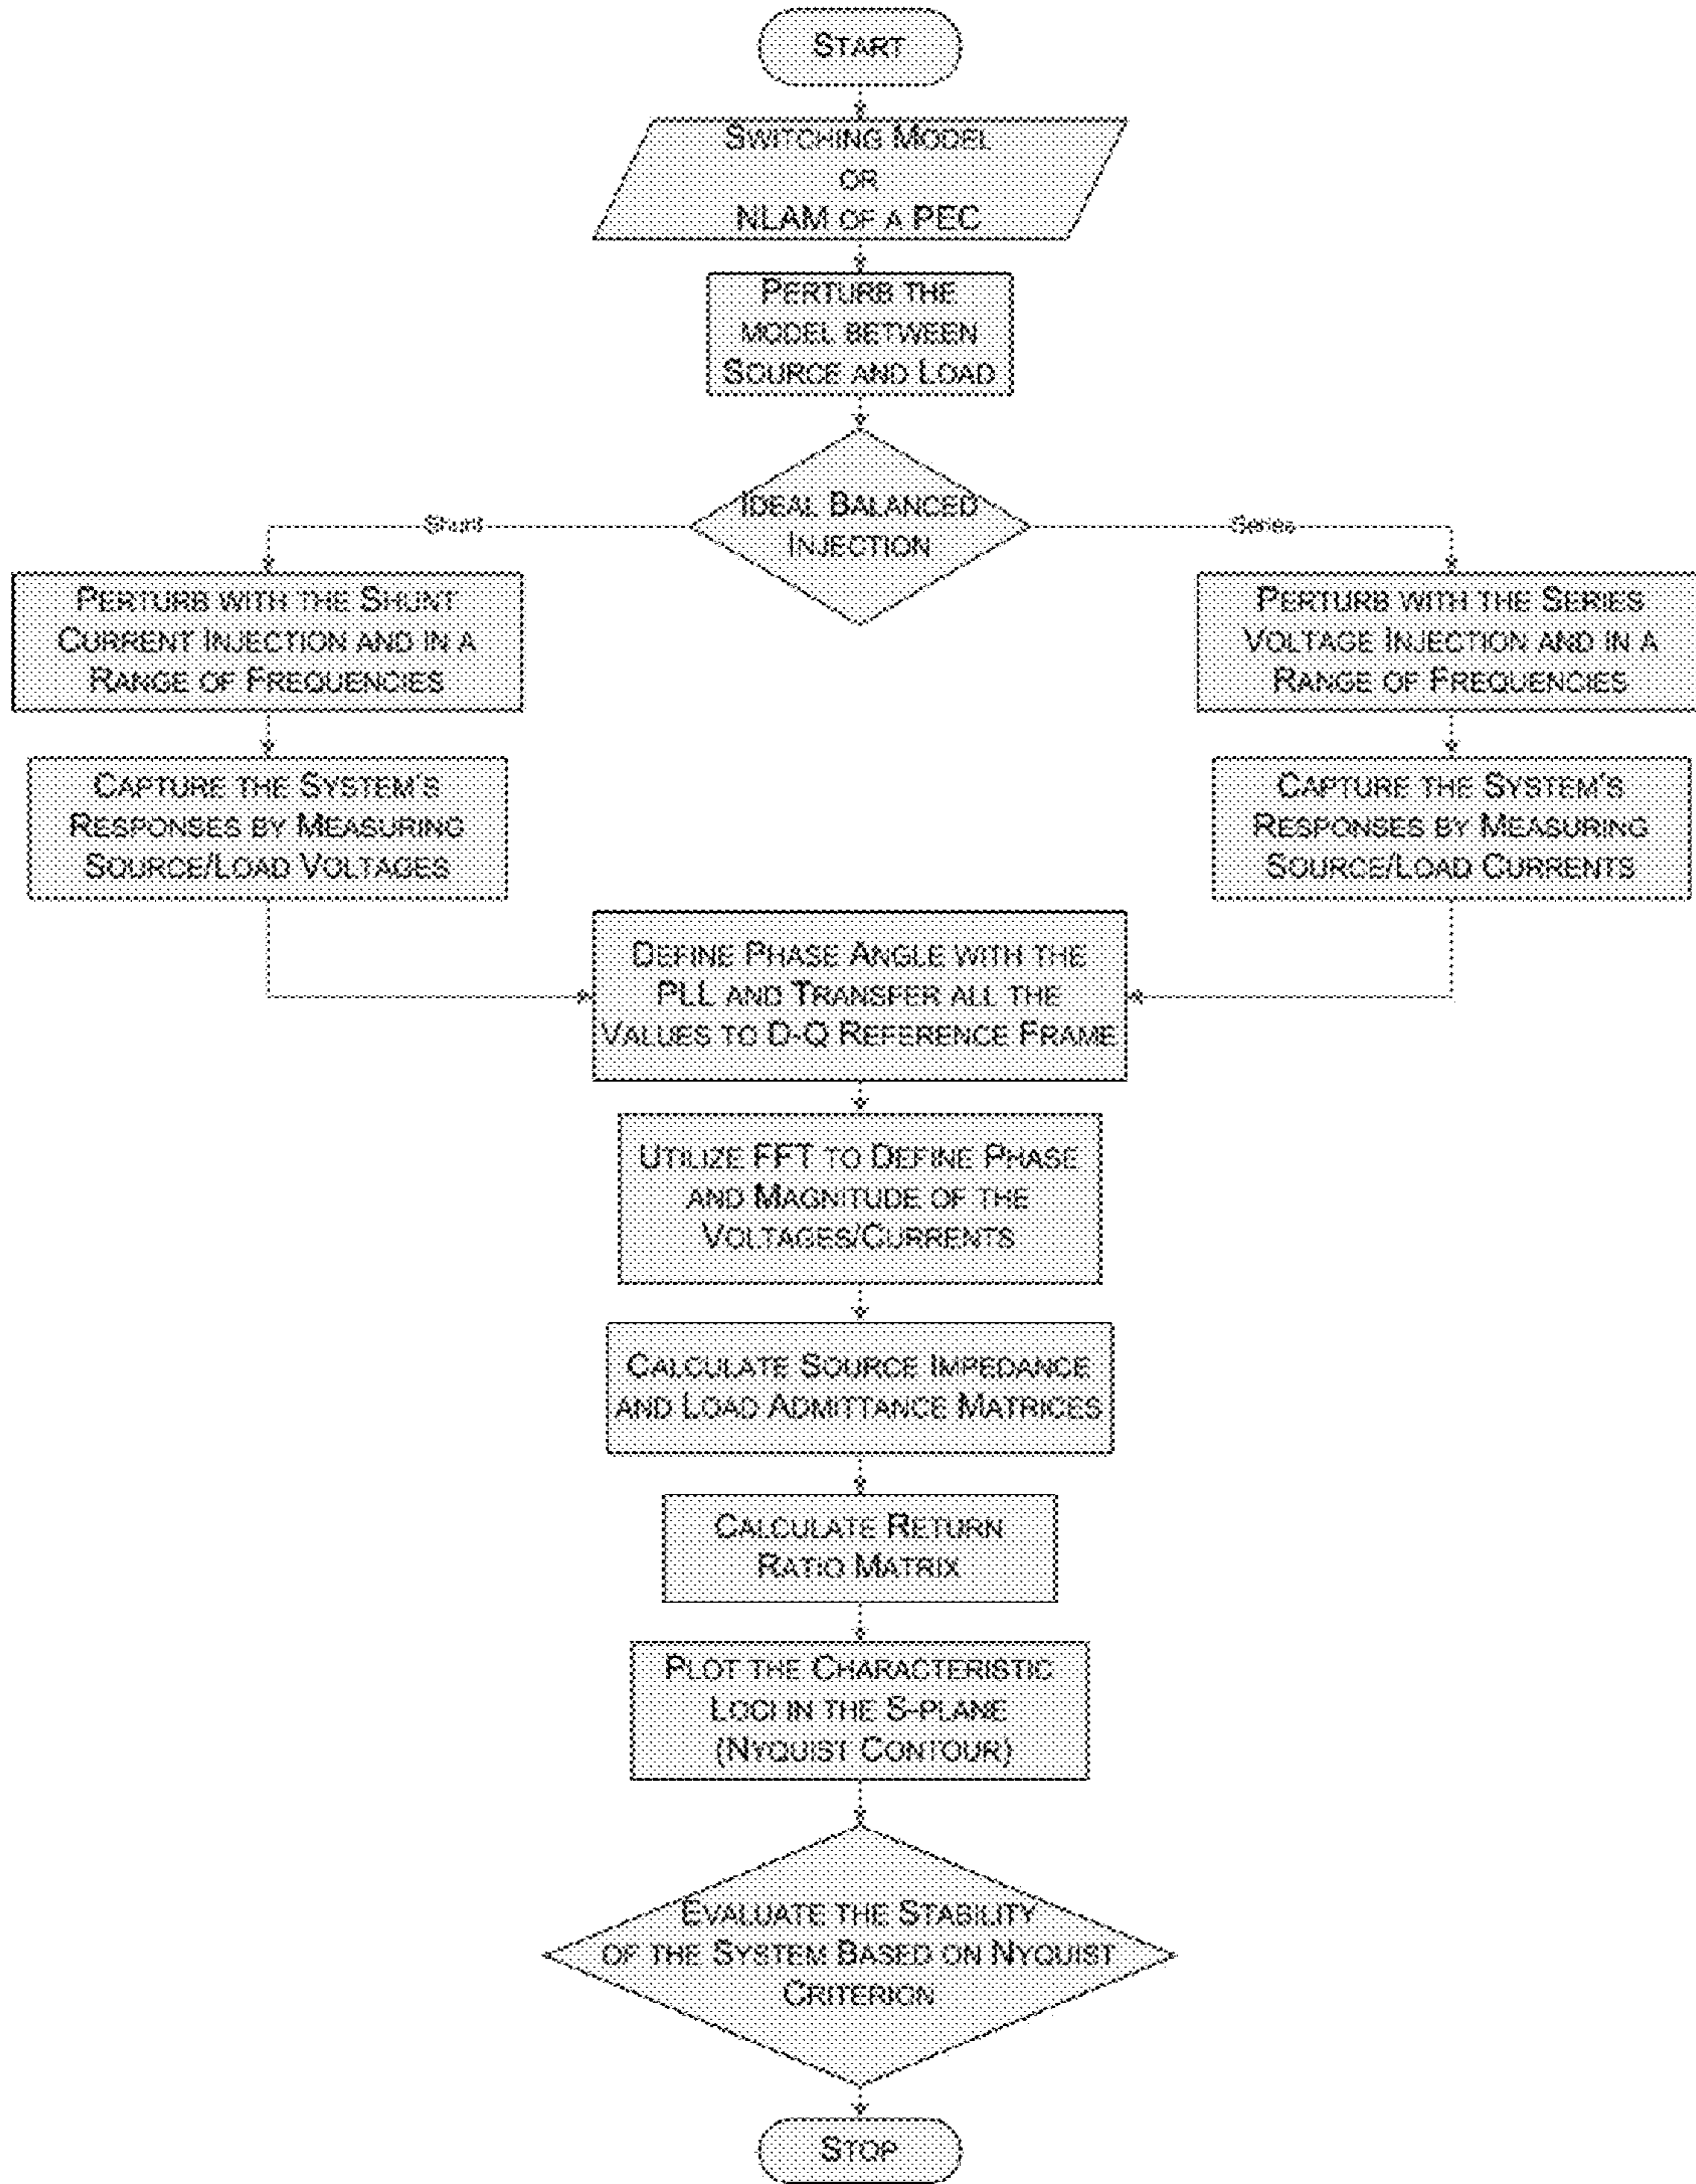 START
SWITCHING MODEL
OR
NLAM OF A PEC
PERTURB THE
MODEL BETWEEN
SOURCE AND LOAD
IDEAL BALANCED
INJECTION
Shunt
Series
PERTURB WITH THE SHUNT
CURRENT INJECTION AND IN A
RANGE OF FREQUENCIES
PERTURB WITH THE SERIES
VOLTAGE INJECTION AND IN A
RANGE OF FREQUENCIES
CAPTURE THE SYSTEM'S
RESPONSES BY MEASURING
SOURCE/LOAD VOLTAGES
CAPTURE THE SYSTEM'S
RESPONSES BY MEASURING
SOURCE/LOAD CURRENTS
DEFINE PHASE ANGLE WITH THE
PLL AND TRANSFER ALL THE
VALUES TO D-Q REFERENCE FRAME
UTILIZE FFT TO DEFINE PHASE
AND MAGNITUDE OF THE
VOLTAGES/CURRENTS
CALCULATE SOURCE IMPEDANCE
AND LOAD ADMITTANCE MATRICES
CALCULATE RETURN
RATIO MATRIX
PLOT THE CHARACTERISTIC
LOCI IN THE S-PLANE
(NYQUIST CONTOUR)
EVALUATE THE STABILITY
OF THE SYSTEM BASED ON NYQUIST
CRITERION
STOP